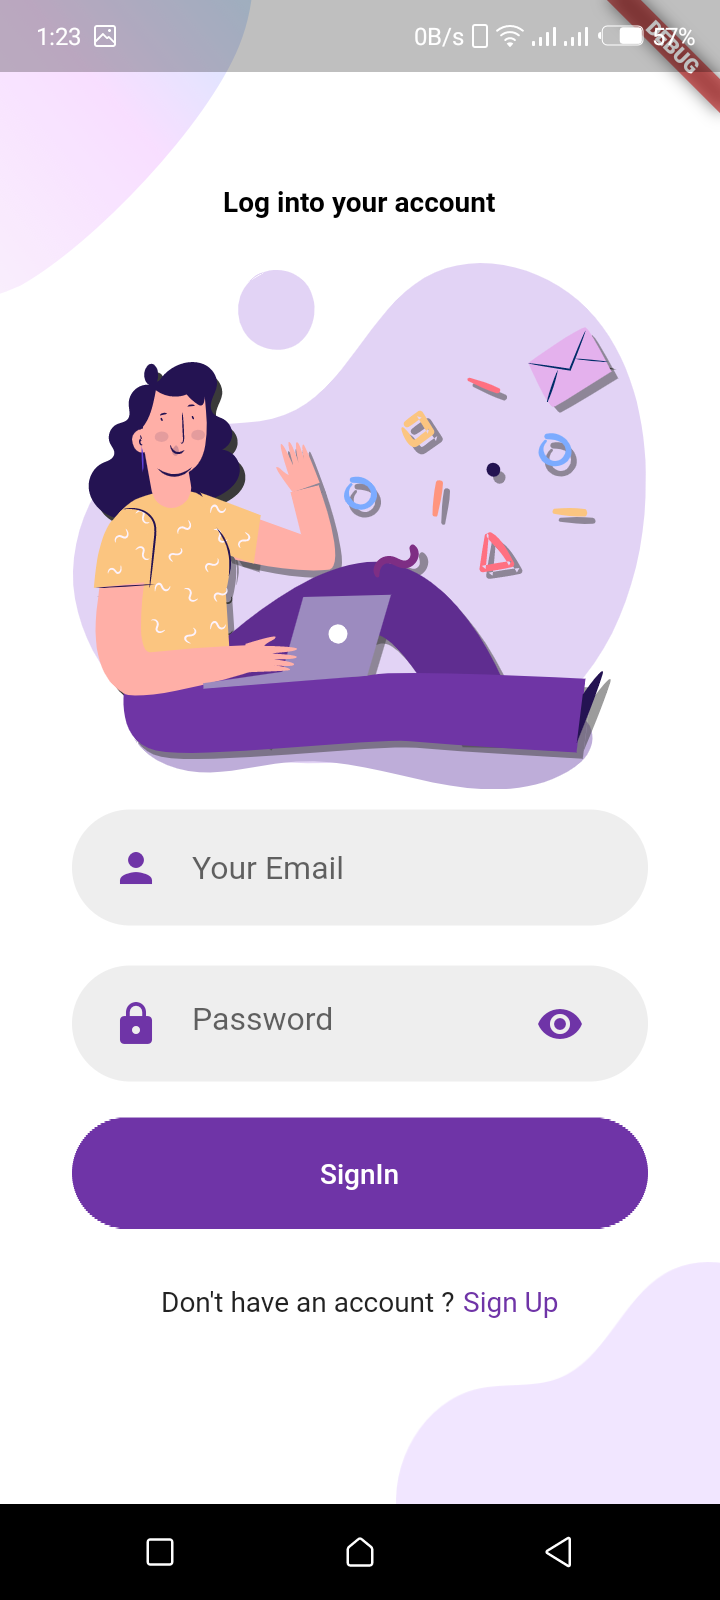 1:23 0B/s 57%
DEBUG
Log into your account
Your Email
Password
SignIn
Don't have an account ? Sign Up